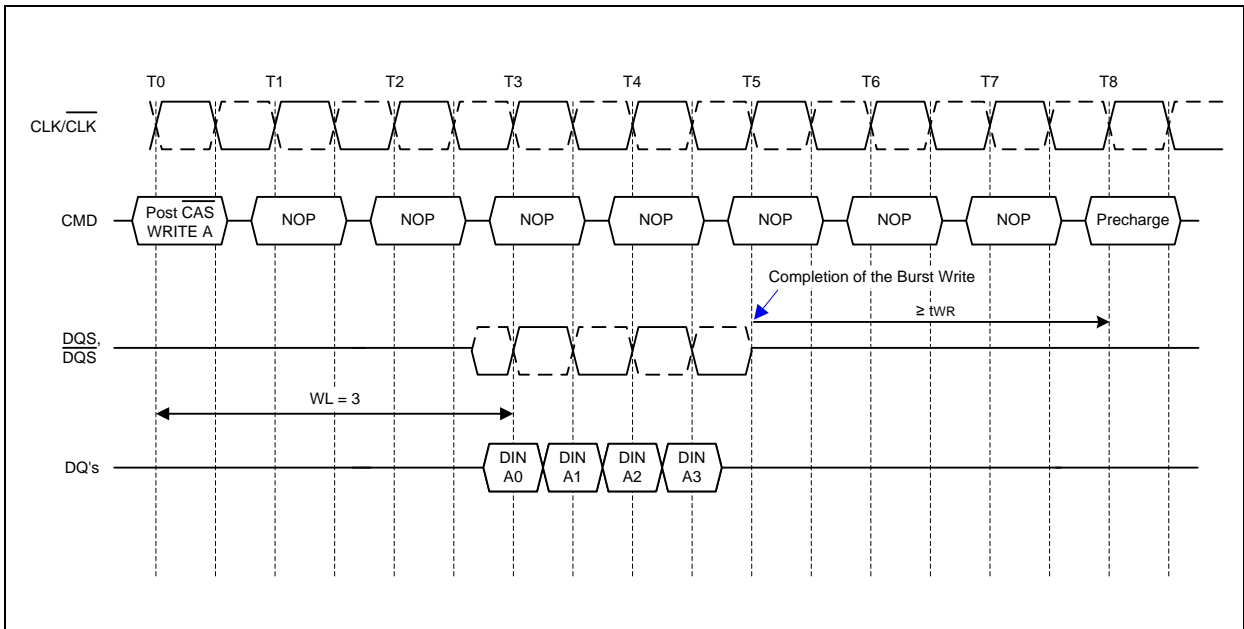 T0 T1 T2 T3 T4 T5 T6 T7 T8
CLK/CLK
CMD
Post CAS
WRITE A
NOP NOP NOP NOP NOP NOP NOP Precharge
Completion of the Burst Write
≥ tWR
DQS,
DQS
WL = 3
DQ's
DIN DIN DIN DIN
A0 A1 A2 A3